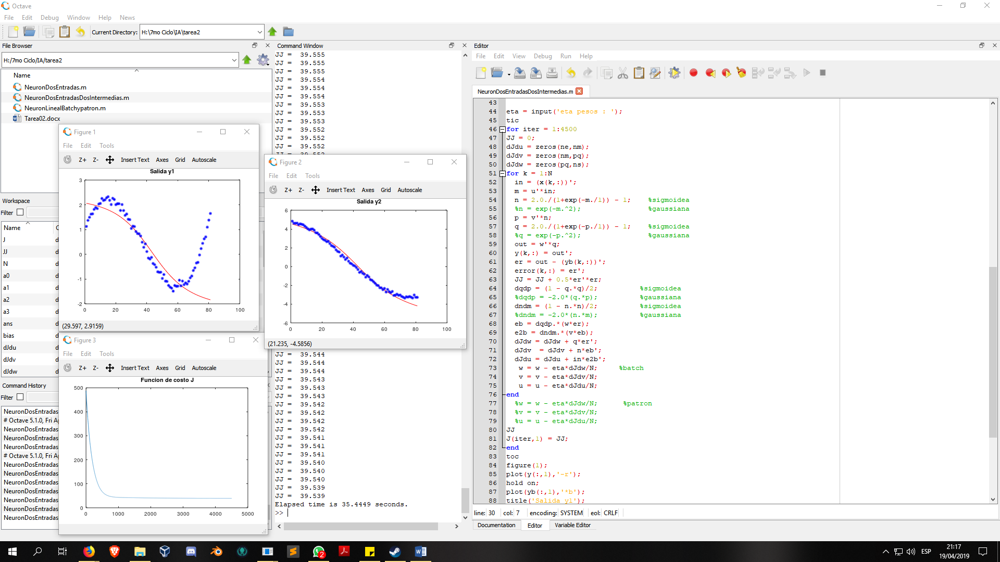 Octave
File Edit Debug Window Help News
Current Directory: H:\7mo Ciclo\IA\tarea2
File Browser
H:/7mo Ciclo/IA/tarea2
Name
NeuronDosEntradas.m
NeuronDosEntradasDosIntermedias.m
NeuronLinealBatchypatron.m
Tarea02.docx
Workspace
Filter
Name C
J d
JJ d
N d
a0 d
a1 d
a2 d
a3 d
ans d
bias d
dJdu d
dJdv d
dJdw d
Command History
Filter
NeuronDosEntradas
# Octave 5.1.0, Fri Ap
NeuronDosEntradas
NeuronDosEntradas
NeuronDosEntradas
# Octave 5.1.0, Fri Ap
NeuronDosEntradas
NeuronDosEntradas
NeuronDosEntradas
NeuronDosEntradas
NeuronDosEntradas
NeuronDosEntradas
NeuronDosEntradas
Figure 1
File Edit Tools
Z+ Z- Insert Text Axes Grid Autoscale
Salida y1
3
2
1
0
-1
-2
0 20 40 60 80 100
(29.597, 2.9159)
Figure 2
File Edit Tools
Z+ Z- Insert Text Axes Grid Autoscale
Salida y2
6
4
2
0
-2
-4
-6
0 20 40 60 80 100
(21.235, -4.5856)
Figure 3
File Edit Tools
Z+ Z- Insert Text Axes Grid Autoscale
Funcion de costo J
500
400
300
200
100
0
0 1000 2000 3000 4000 5000
Command Window
JJ = 39.555
JJ = 39.555
JJ = 39.555
JJ = 39.554
JJ = 39.554
JJ = 39.554
JJ = 39.553
JJ = 39.553
JJ = 39.553
JJ = 39.552
JJ = 39.552
JJ = 39.552
JJ = 39.552
JJ = 39.544
JJ = 39.544
JJ = 39.544
JJ = 39.543
JJ = 39.543
JJ = 39.543
JJ = 39.542
JJ = 39.542
JJ = 39.542
JJ = 39.542
JJ = 39.541
JJ = 39.541
JJ = 39.541
JJ = 39.540
JJ = 39.540
JJ = 39.540
JJ = 39.539
JJ = 39.539
Elapsed time is 35.4449 seconds.
>>
Editor
File Edit View Debug Run Help
NeuronDosEntradasDosIntermedias.m
43
44 eta = input('eta pesos : ');
45 tic
46 for iter = 1:4500
47 JJ = 0;
48 dJdu = zeros(ne,nm);
49 dJdv = zeros(nm,pq);
50 dJdw = zeros(pq,ns);
51 for k = 1:N
52 in = (x(k,:))';
53 m = u'*in;
54 n = 2.0./(1+exp(-m./1)) - 1; %sigmoidea
55 %n = exp(-m.^2); %gaussiana
56 p = v'*n;
57 q = 2.0./(1+exp(-p./1)) - 1; %sigmoidea
58 %q = exp(-p.^2); %gaussiana
59 out = w'*q;
60 y(k,:) = out';
61 er = out - (yb(k,:))';
62 error(k,:) = er';
63 JJ = JJ + 0.5*er'*er;
64 dqdp = (1 - q.*q)/2; %sigmoidea
65 %dqdp = -2.0*(q.*p); %gaussiana
66 dndm = (1 - n.*n)/2; %sigmoidea
67 %dndm = -2.0*(n.*m); %gaussiana
68 eb = dqdp.*(w*er);
69 e2b = dndm.*(v*eb);
70 dJdw = dJdw + q*er';
71 dJdv = dJdv + n*eb';
72 dJdu = dJdu + in*e2b';
73 w = w - eta*dJdw/N; %batch
74 v = v - eta*dJdv/N;
75 u = u - eta*dJdu/N;
76 end
77 %w = w - eta*dJdw/N; %patron
78 %v = v - eta*dJdv/N;
79 %u = u - eta*dJdu/N;
80 JJ
81 J(iter,1) = JJ;
82 end
83 toc
84 figure(1);
85 plot(y(:,1),'-r');
86 hold on;
87 plot(yb(:,1),'*b');
88 title('Salida y1');
line: 30 col: 7 encoding: SYSTEM eol: CRLF
Documentation Editor Variable Editor
2
ESP
21:17
19/04/2019